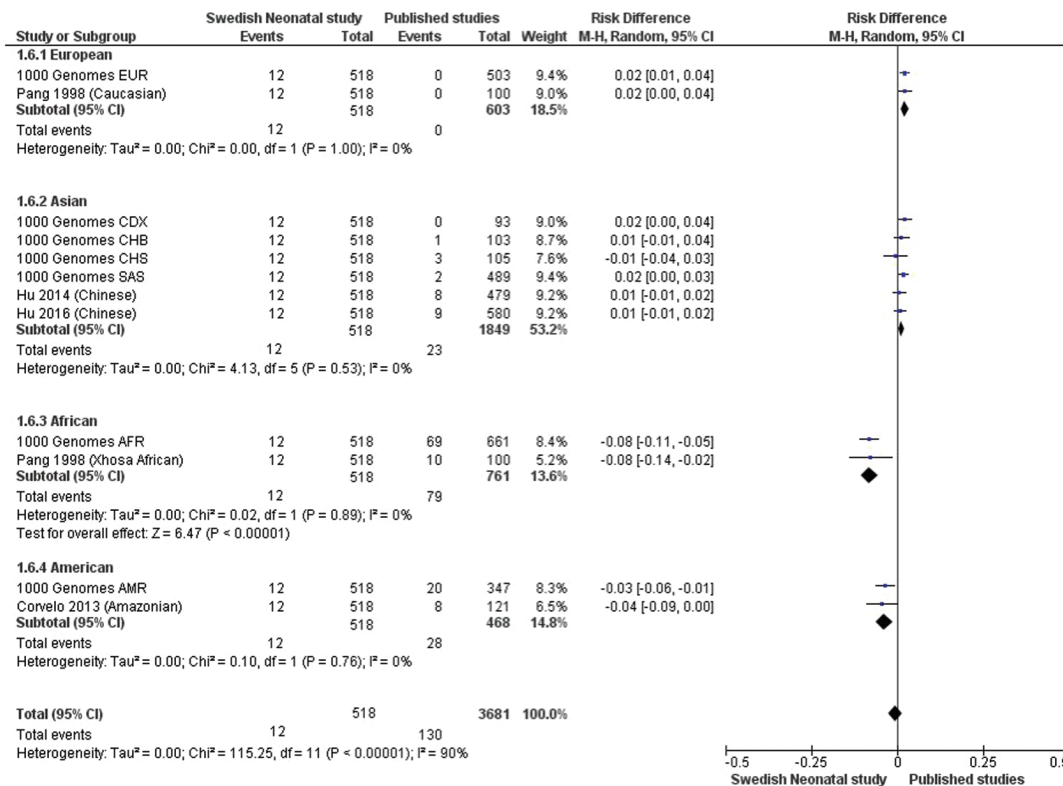 Swedish Neonatal study Published studies Risk Difference Risk Difference
Study or Subgroup Events Total Events Total Weight M-H, Random, 95% CI M-H, Random, 95% CI
1.6.1 European
1000 Genomes EUR 12 518 0 503 9.4% 0.02 [0.01, 0.04]
Pang 1998 (Caucasian) 12 518 0 100 9.0% 0.02 [0.00, 0.04]
Subtotal (95% CI) 518 603 18.5%
Total events 12 0
Heterogeneity: Tau² = 0.00; Chi² = 0.00, df = 1 (P = 1.00); I² = 0%
1.6.2 Asian
1000 Genomes CDX 12 518 0 93 9.0% 0.02 [0.00, 0.04]
1000 Genomes CHB 12 518 1 103 8.7% 0.01 [-0.01, 0.04]
1000 Genomes CHS 12 518 3 105 7.6% -0.01 [-0.04, 0.03]
1000 Genomes SAS 12 518 2 489 9.4% 0.02 [0.00, 0.03]
Hu 2014 (Chinese) 12 518 8 479 9.2% 0.01 [-0.01, 0.02]
Hu 2016 (Chinese) 12 518 9 580 9.2% 0.01 [-0.01, 0.02]
Subtotal (95% CI) 518 1849 53.2%
Total events 12 23
Heterogeneity: Tau² = 0.00; Chi² = 4.13, df = 5 (P = 0.53); I² = 0%
1.6.3 African
1000 Genomes AFR 12 518 69 661 8.4% -0.08 [-0.11, -0.05]
Pang 1998 (Xhosa African) 12 518 10 100 5.2% -0.08 [-0.14, -0.02]
Subtotal (95% CI) 518 761 13.6%
Total events 12 79
Heterogeneity: Tau² = 0.00; Chi² = 0.02, df = 1 (P = 0.89); I² = 0%
Test for overall effect: Z = 6.47 (P < 0.00001)
1.6.4 American
1000 Genomes AMR 12 518 20 347 8.3% -0.03 [-0.06, -0.01]
Corvelo 2013 (Amazonian) 12 518 8 121 6.5% -0.04 [-0.09, 0.00]
Subtotal (95% CI) 518 468 14.8%
Total events 12 28
Heterogeneity: Tau² = 0.00; Chi² = 0.10, df = 1 (P = 0.76); I² = 0%
Total (95% CI) 518 3681 100.0%
Total events 12 130
Heterogeneity: Tau² = 0.00; Chi² = 115.25, df = 11 (P < 0.00001); I² = 90%
-0.5 -0.25 0 0.25 0.5
Swedish Neonatal study Published studies